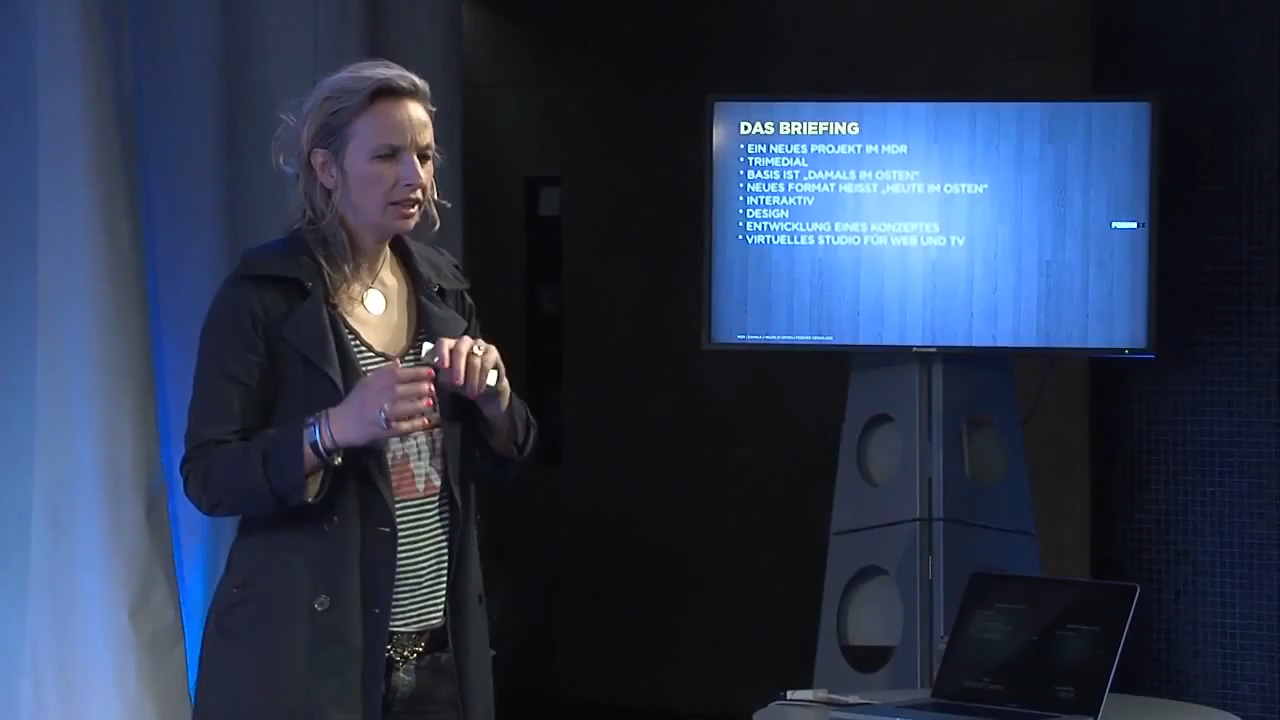 DAS BRIEFING
* EIN NEUES PROJEKT IM MDR
* TRIMEDIAL
* BASIS IST „DAMALS IM OSTEN“
* NEUES FORMAT HEISST „HEUTE IM OSTEN“
* INTERAKTIV
* DESIGN
* ENTWICKLUNG EINES KONZEPTES
* VIRTUELLES STUDIO FÜR WEB UND TV
Panasonic